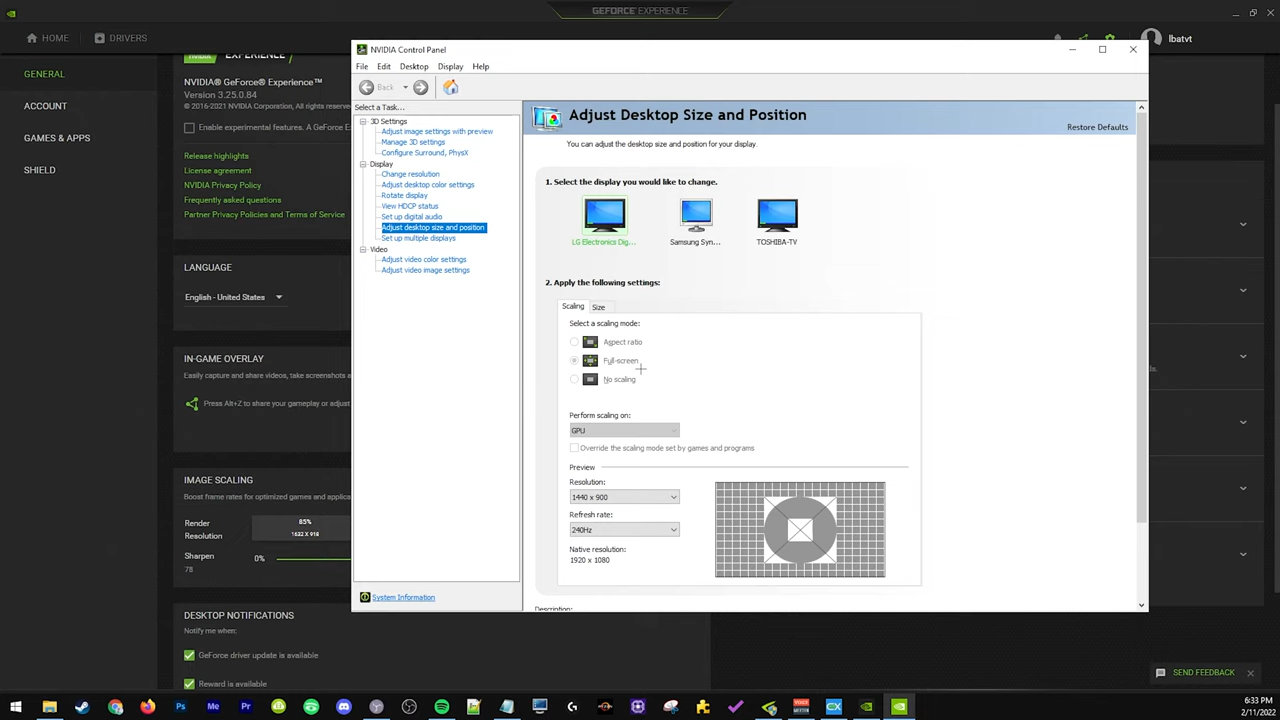 GEFORCE EXPERIENCE
HOME
DRIVERS
lbatvt
GENERAL
ACCOUNT
GAMES & APPS
SHIELD
EXPERIENCE
NVIDIA® GeForce® Experience™
Version 3.25.0.84
© 2016-2021 NVIDIA Corporation, All rights reserve
Enable experimental features. A GeForce E
Release highlights
License agreement
NVIDIA Privacy Policy
Frequently asked questions
Partner Privacy Policies and Terms of Service
LANGUAGE
English - United States
IN-GAME OVERLAY
Easily capture and share videos, take screenshots a
Press Alt+Z to share your gameplay or adjust
IMAGE SCALING
Boost frame rates for optimized games and applicati
Render
Resolution
85%
1632 X 918
Sharpen
0%
78
DESKTOP NOTIFICATIONS
Notify me when:
GeForce driver update is available
Reward is available
NVIDIA Control Panel
File Edit Desktop Display Help
Back
Select a Task...
3D Settings
Adjust image settings with preview
Manage 3D settings
Configure Surround, PhysX
Display
Change resolution
Adjust desktop color settings
Rotate display
View HDCP status
Set up digital audio
Adjust desktop size and position
Set up multiple displays
Video
Adjust video color settings
Adjust video image settings
System Information
Adjust Desktop Size and Position
Restore Defaults
You can adjust the desktop size and position for your display.
1. Select the display you would like to change.
LG Electronics Dig... Samsung Syn... TOSHIBA-TV
2. Apply the following settings:
Scaling Size
Select a scaling mode:
Aspect ratio
Full-screen
No scaling
Perform scaling on:
GPU
Override the scaling mode set by games and programs
Preview
Resolution:
1440 x 900
Refresh rate:
240Hz
Native resolution:
1920 x 1080
Description:
SEND FEEDBACK
6:33 PM
2/11/2022